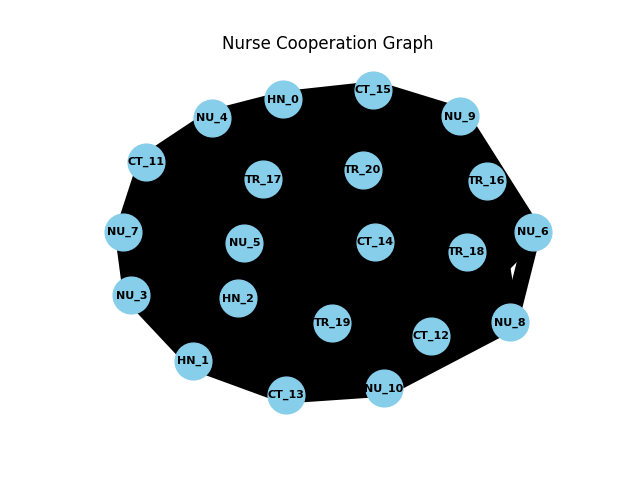 Nurse Cooperation Graph
CT_15
HN_0
NU_9
NU_4
CT_11
TR_20
TR_17
TR_16
NU_7
NU_6
CT_14
NU_5
TR_18
NU_3
HN_2
NU_8
TR_19
CT_12
HN_1
NU_10
CT_13